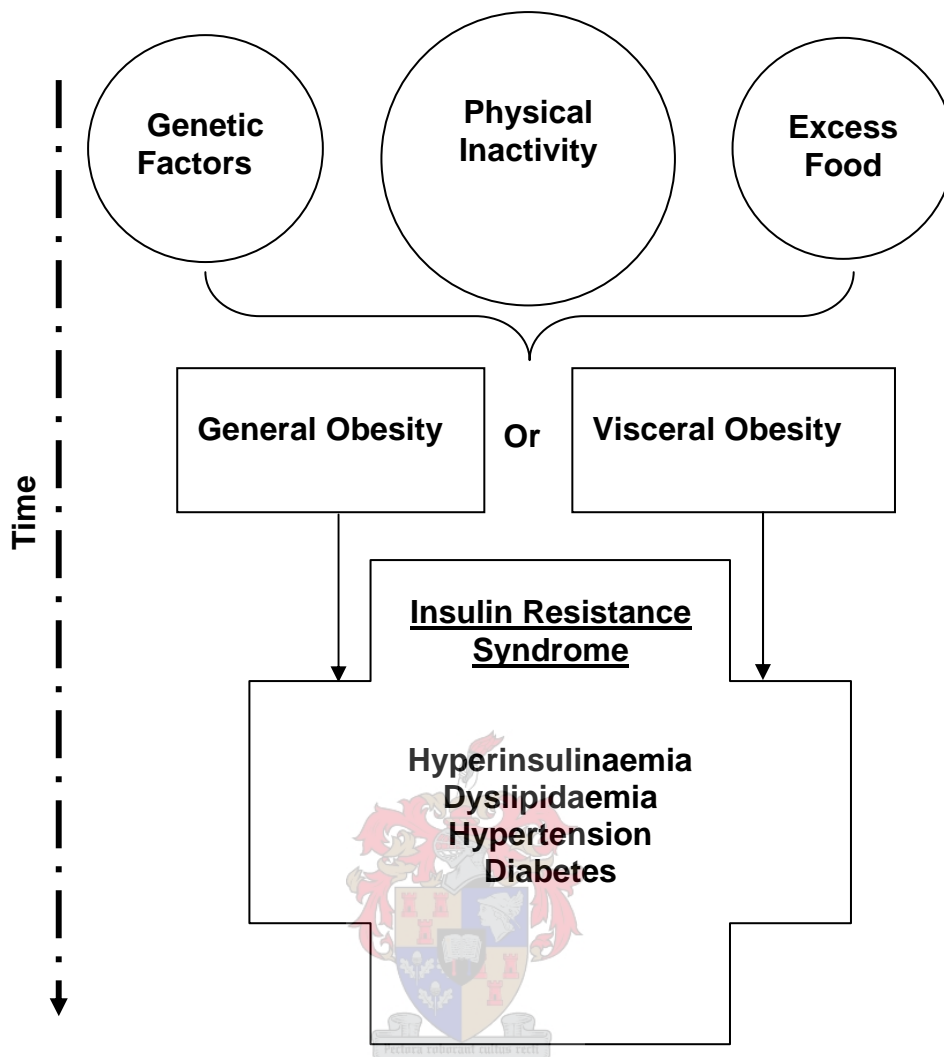 Genetic
Factors
Physical
Inactivity
Excess
Food
General Obesity
Or
Visceral Obesity
Time
Insulin Resistance
Syndrome
Hyperinsulinaemia
Dyslipidaemia
Hypertension
Diabetes
Pectora roborant cultus recti